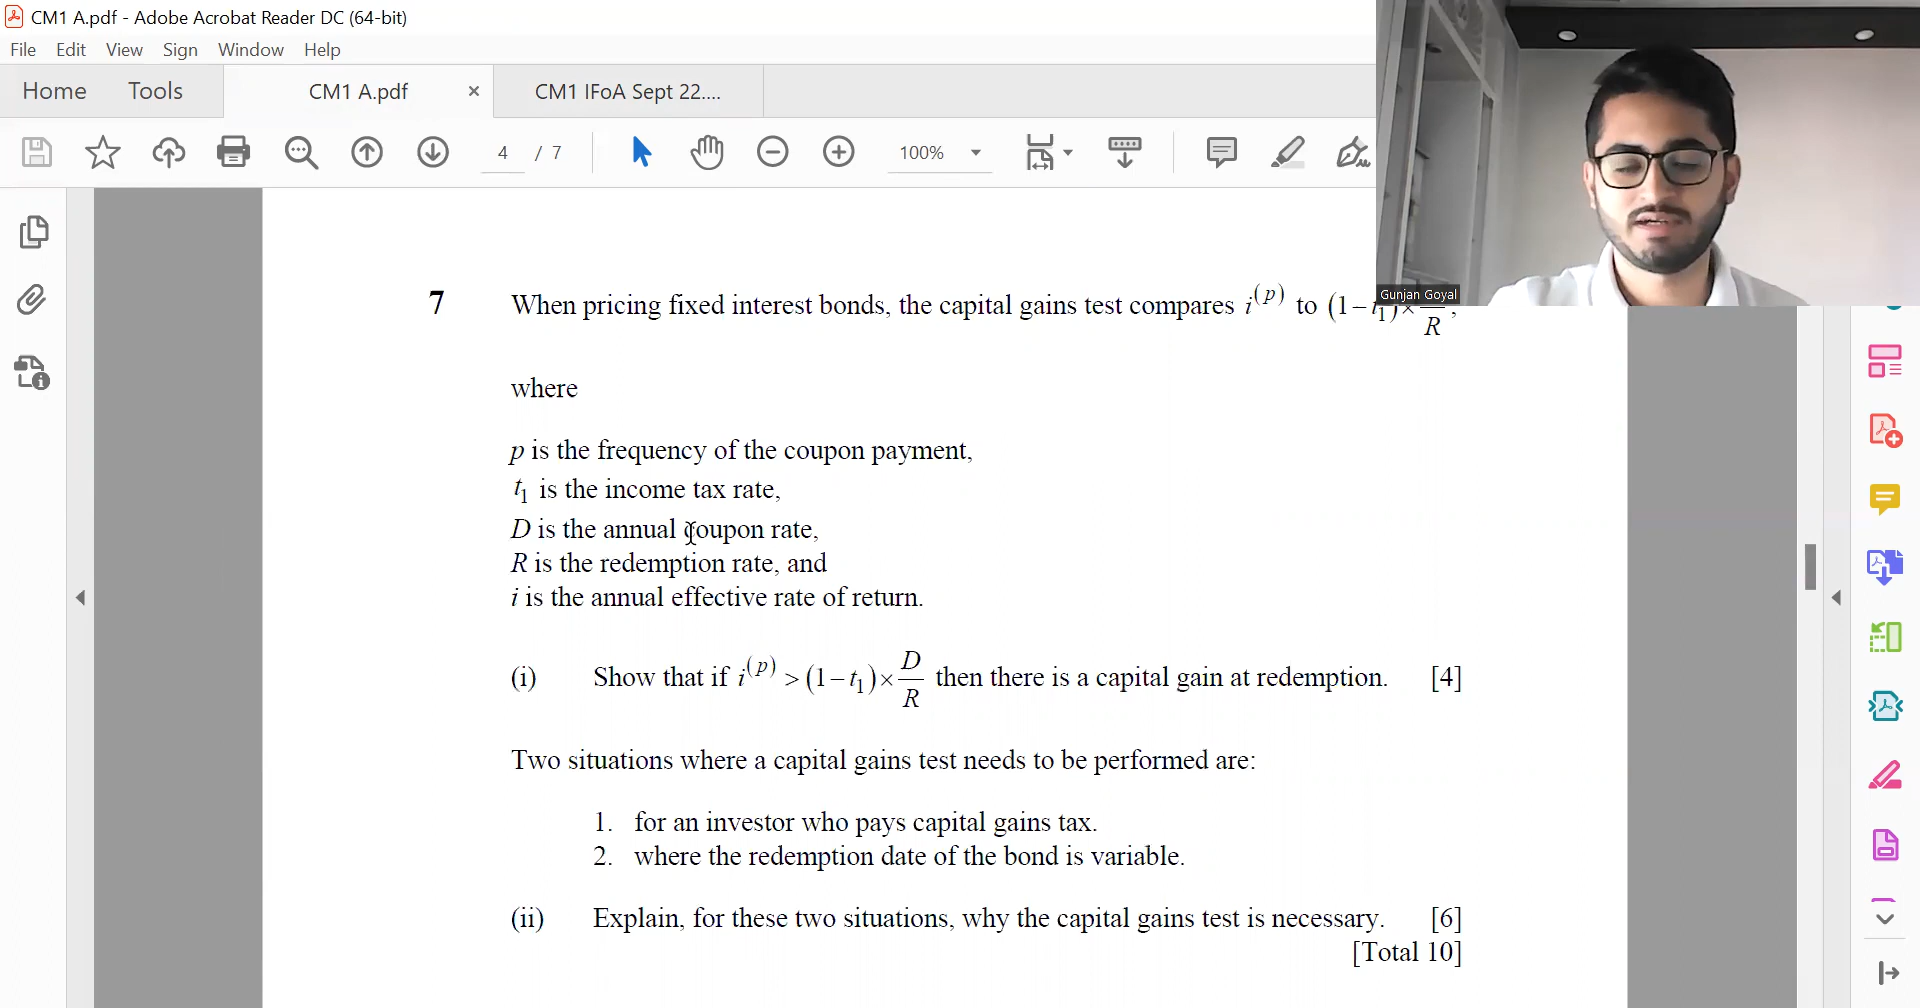 CM1 A.pdf - Adobe Acrobat Reader DC (64-bit)
File Edit View Sign Window Help
Home Tools CM1 A.pdf × CM1 IFoA Sept 22....
4 / 7 100%
Gunjan Goyal
7 When pricing fixed interest bonds, the capital gains test compares i^(p) to (1−t₁)× R ,
where
p is the frequency of the coupon payment,
t₁ is the income tax rate,
D is the annual coupon rate,
R is the redemption rate, and
i is the annual effective rate of return.
(i) Show that if i^(p) > (1−t₁)× D/R then there is a capital gain at redemption. [4]
Two situations where a capital gains test needs to be performed are:
1. for an investor who pays capital gains tax.
2. where the redemption date of the bond is variable.
(ii) Explain, for these two situations, why the capital gains test is necessary. [6]
[Total 10]